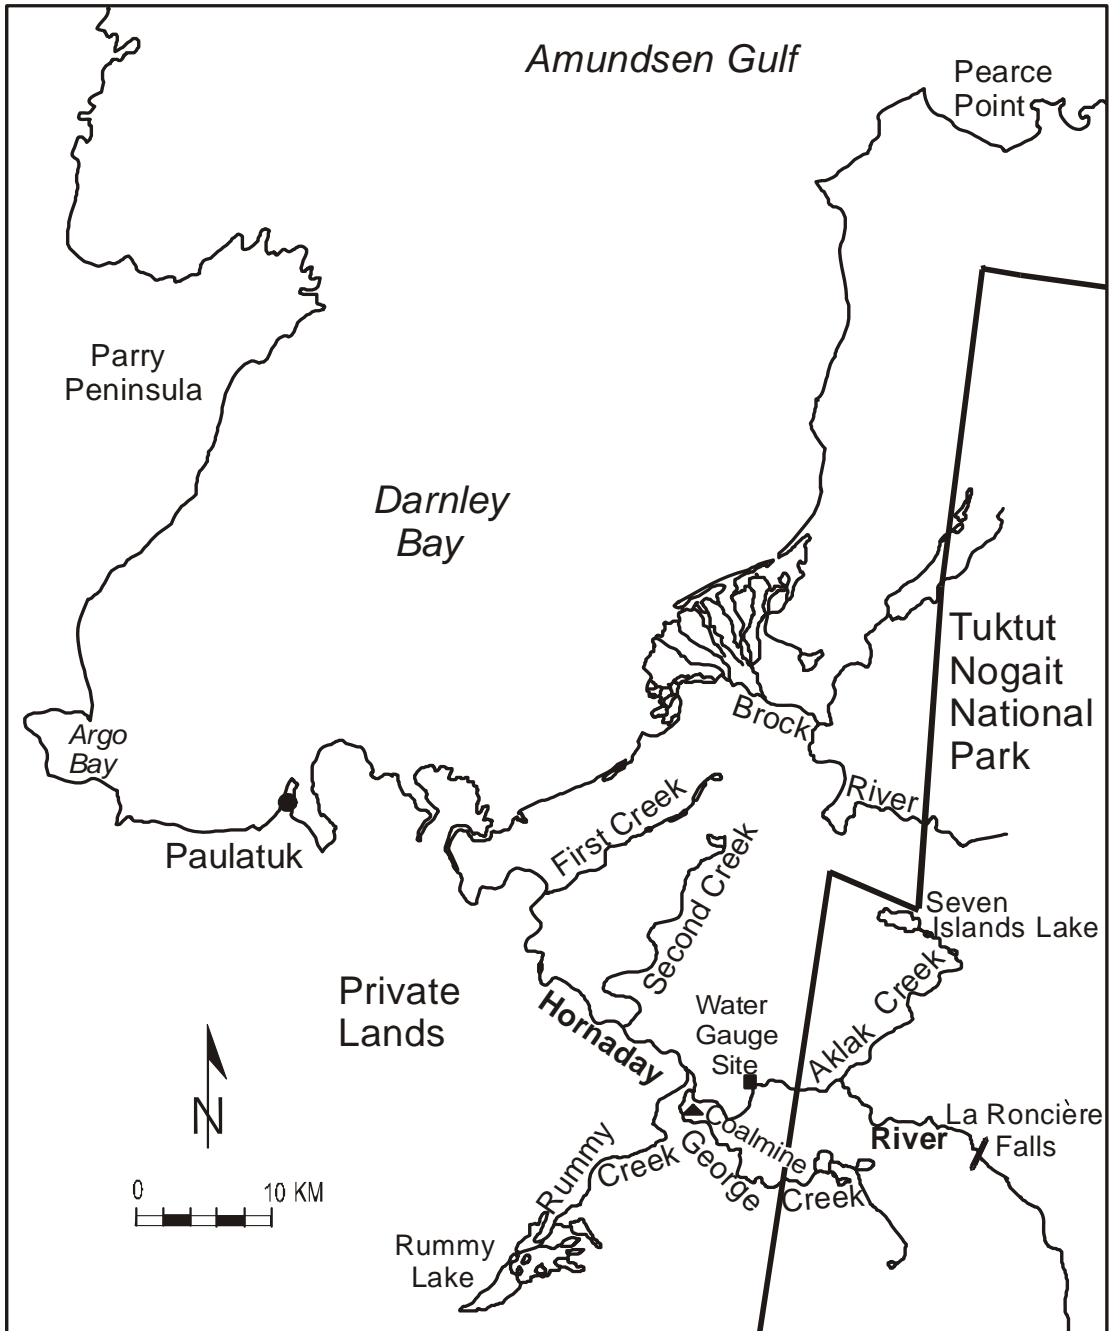 Amundsen Gulf
Pearce
Point
Parry
Peninsula
Darnley
Bay
Tuktut
Nogait
National
Park
Brock
River
Argo
Bay
Paulatuk
First Creek
Second Creek
Seven
Islands Lake
Private
Lands
Hornaday
Water
Gauge
Site
Aklak Creek
River
La Roncière
Falls
Coalmine
George Creek
Rummy
Creek
N
0 10 KM
Rummy
Lake